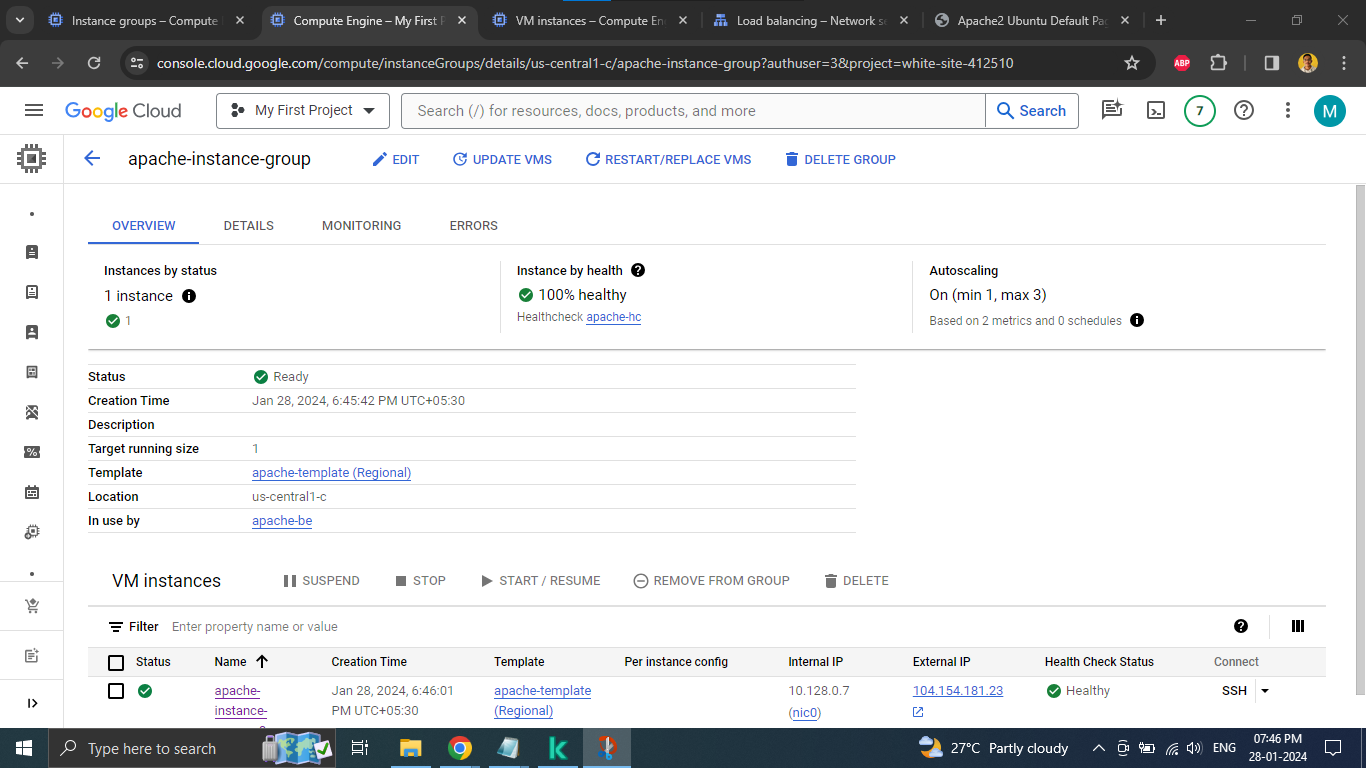 Instance groups – Compute
Compute Engine – My First P
VM instances – Compute En
Load balancing – Network se
Apache2 Ubuntu Default Pag
console.cloud.google.com/compute/instanceGroups/details/us-central1-c/apache-instance-group?authuser=3&project=white-site-412510
ABP
Google Cloud
My First Project
Search (/) for resources, docs, products, and more
Search
7
M
apache-instance-group
EDIT
UPDATE VMS
RESTART/REPLACE VMS
DELETE GROUP
OVERVIEW
DETAILS
MONITORING
ERRORS
Instances by status
1 instance
1
Instance by health
100% healthy
Healthcheck apache-hc
Autoscaling
On (min 1, max 3)
Based on 2 metrics and 0 schedules
Status Ready
Creation Time Jan 28, 2024, 6:45:42 PM UTC+05:30
Description
Target running size 1
Template apache-template (Regional)
Location us-central1-c
In use by apache-be
VM instances
SUSPEND
STOP
START / RESUME
REMOVE FROM GROUP
DELETE
Filter Enter property name or value
Status Name Creation Time Template Per instance config Internal IP External IP Health Check Status Connect
apache- Jan 28, 2024, 6:46:01 apache-template 10.128.0.7 104.154.181.23 Healthy SSH
instance- PM UTC+05:30 (Regional) (nic0)
Type here to search
27°C Partly cloudy
ENG
07:46 PM
28-01-2024